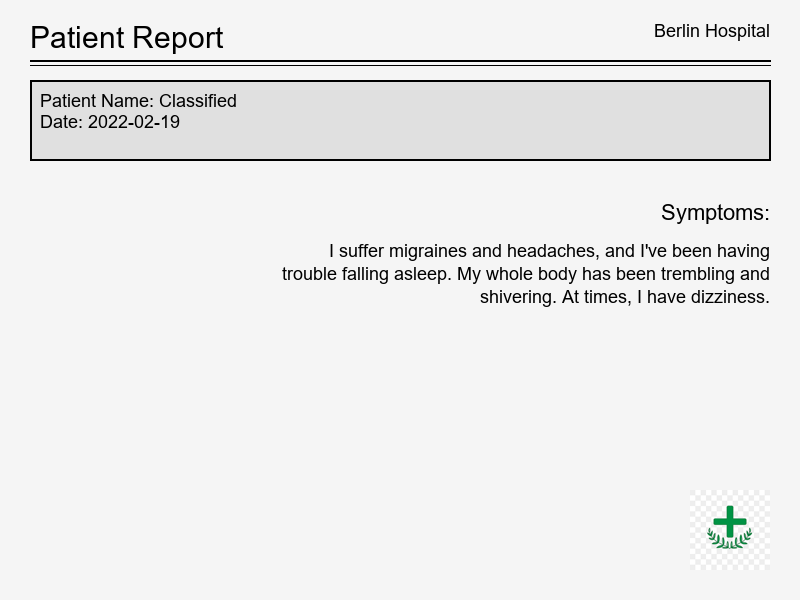 Patient Report
Berlin Hospital
Patient Name: Classified
Date: 2022-02-19
Symptoms:
I suffer migraines and headaches, and I've been having
trouble falling asleep. My whole body has been trembling and
shivering. At times, I have dizziness.